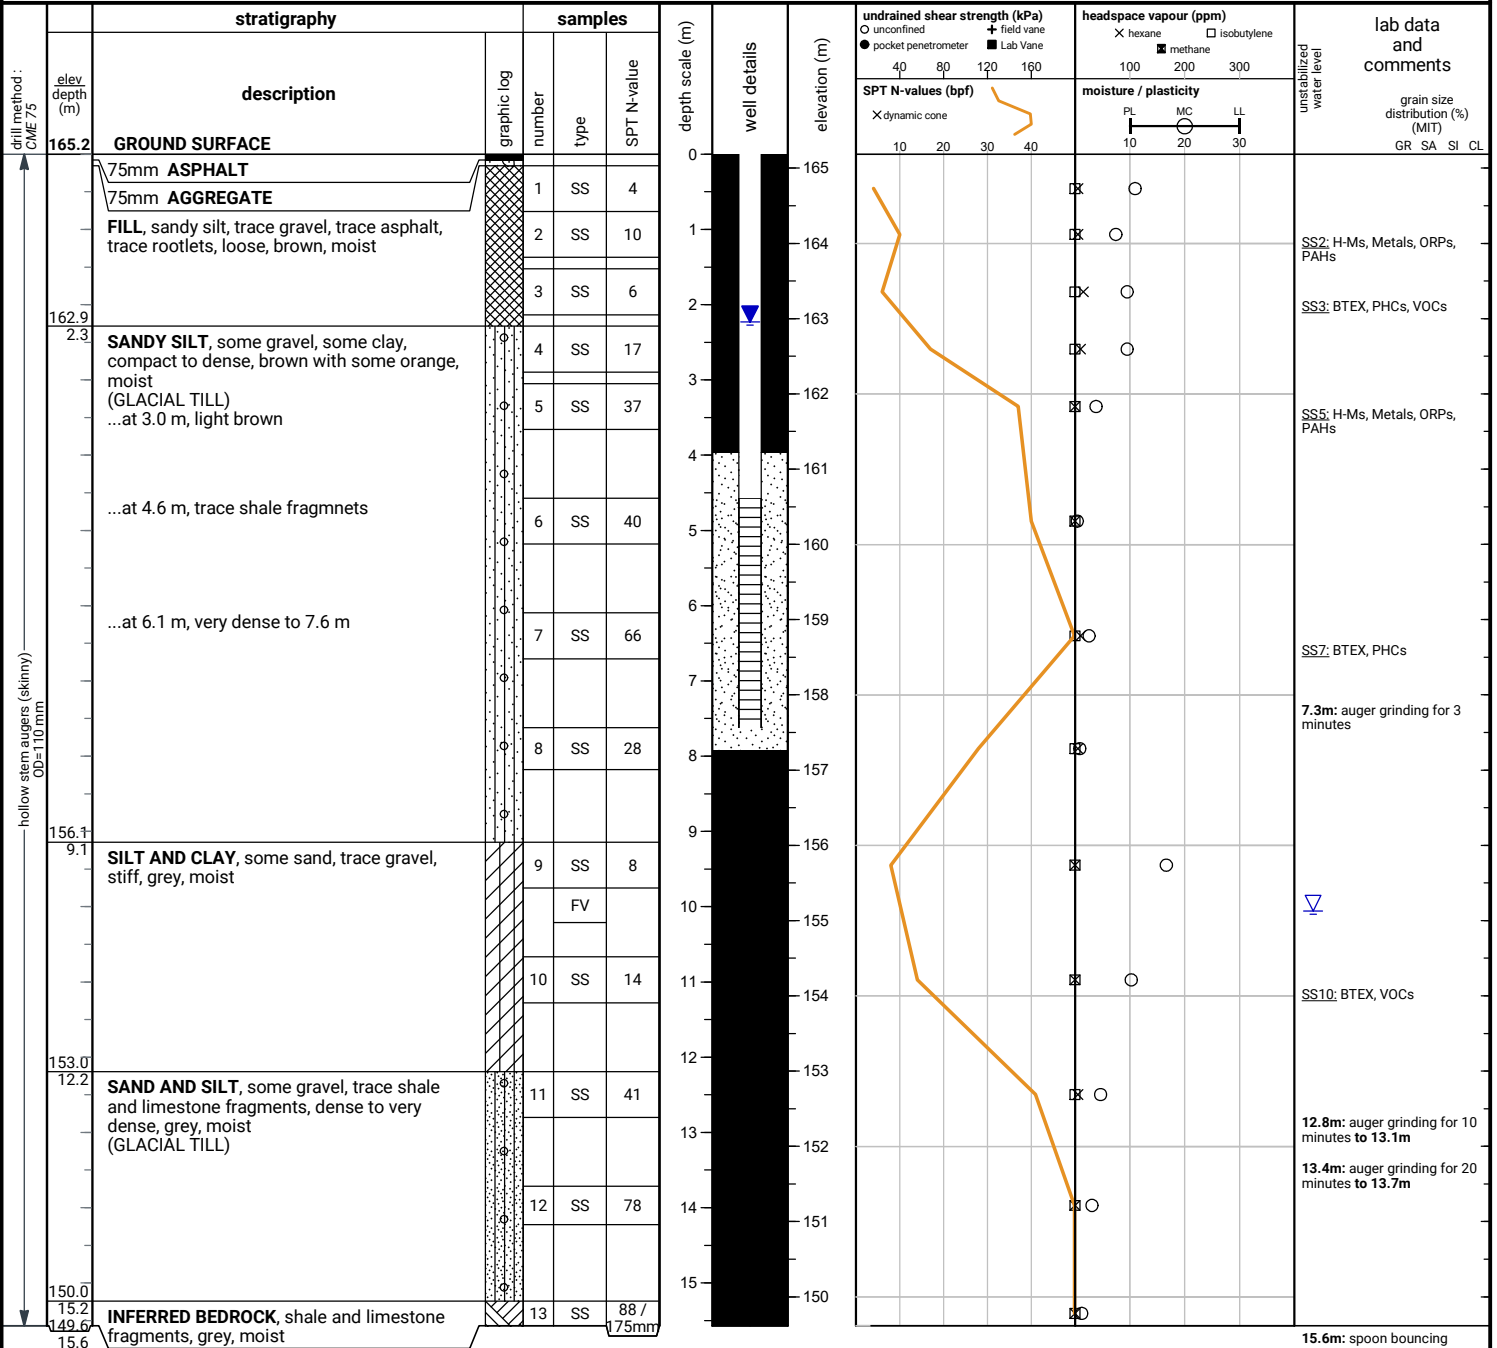 stratigraphy
samples
drill method :
CME 75
elev
depth
(m)
description
graphic log
number
type
SPT N-value
depth scale (m)
well details
elevation (m)
undrained shear strength (kPa)
unconfined
field vane
pocket penetrometer
Lab Vane
40 80 120 160
SPT N-values (bpf)
dynamic cone
10 20 30 40
headspace vapour (ppm)
hexane
isobutylene
methane
100 200 300
moisture / plasticity
PL MC LL
10 20 30
unstabilized
water level
lab data
and
comments
grain size
distribution (%)
(MIT)
GR SA SI CL
165.2 GROUND SURFACE
hollow stem augers (skinny)
OD=110 mm
75mm ASPHALT
75mm AGGREGATE
FILL, sandy silt, trace gravel, trace asphalt,
trace rootlets, loose, brown, moist
162.9
2.3
SANDY SILT, some gravel, some clay,
compact to dense, brown with some orange,
moist
(GLACIAL TILL)
...at 3.0 m, light brown
...at 4.6 m, trace shale fragmnets
...at 6.1 m, very dense to 7.6 m
156.1
9.1
SILT AND CLAY, some sand, trace gravel,
stiff, grey, moist
153.0
12.2
SAND AND SILT, some gravel, trace shale
and limestone fragments, dense to very
dense, grey, moist
(GLACIAL TILL)
150.0
15.2
INFERRED BEDROCK, shale and limestone
fragments, grey, moist
149.6
15.6
1 SS 4
2 SS 10
3 SS 6
4 SS 17
5 SS 37
6 SS 40
7 SS 66
8 SS 28
9 SS 8
FV
10 SS 14
11 SS 41
12 SS 78
13 SS 88 /
175mm
0
1
2
3
4
5
6
7
8
9
10
11
12
13
14
15
165
164
163
162
161
160
159
158
157
156
155
154
153
152
151
150
SS2: H-Ms, Metals, ORPs,
PAHs
SS3: BTEX, PHCs, VOCs
SS5: H-Ms, Metals, ORPs,
PAHs
SS7: BTEX, PHCs
7.3m: auger grinding for 3
minutes
SS10: BTEX, VOCs
12.8m: auger grinding for 10
minutes to 13.1m
13.4m: auger grinding for 20
minutes to 13.7m
15.6m: spoon bouncing